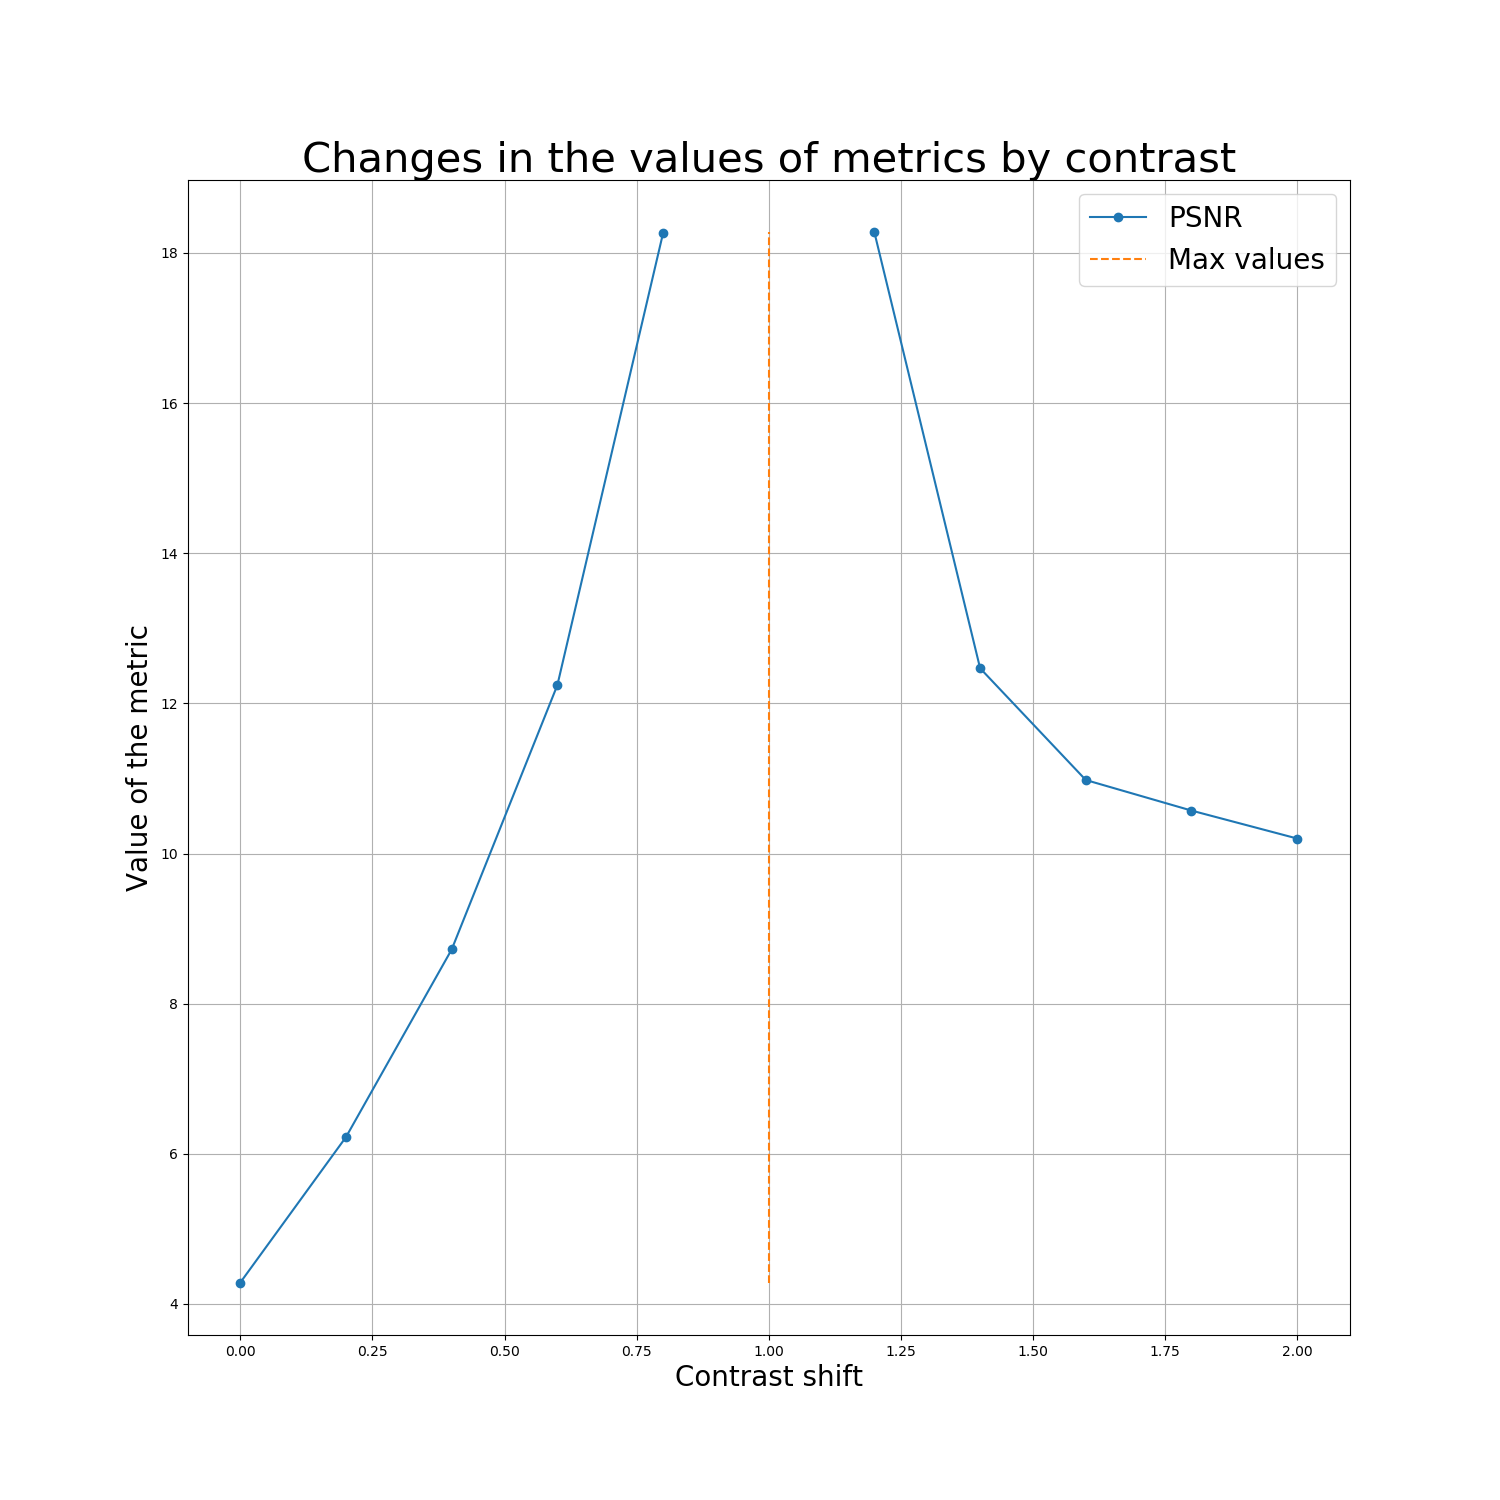 Changes in the values of metrics by contrast
PSNR
Max values
18
16
14
12
10
8
6
4
Value of the metric
0.00 0.25 0.50 0.75 1.00 1.25 1.50 1.75 2.00
Contrast shift